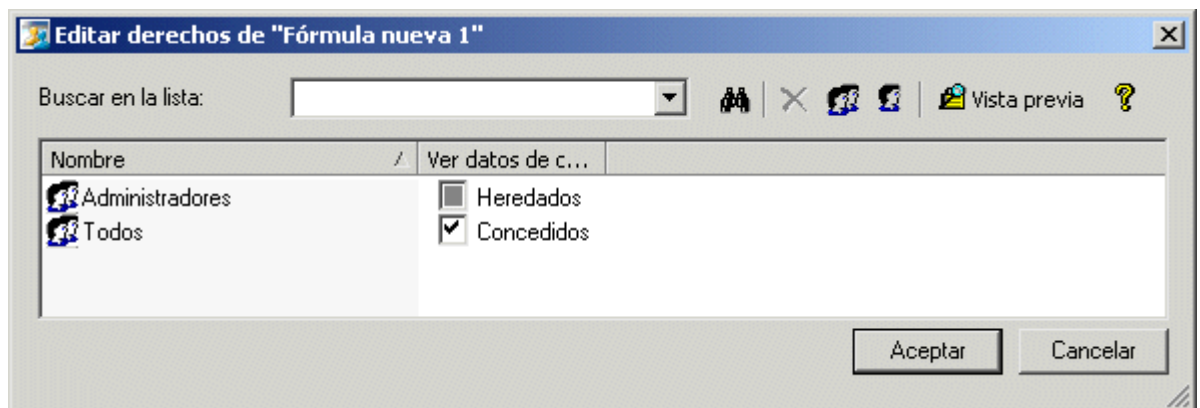 Editar derechos de "Fórmula nueva 1"
Buscar en la lista: Vista previa
Nombre Ver datos de c...
Administradores Heredados
Todos Concedidos
Aceptar Cancelar